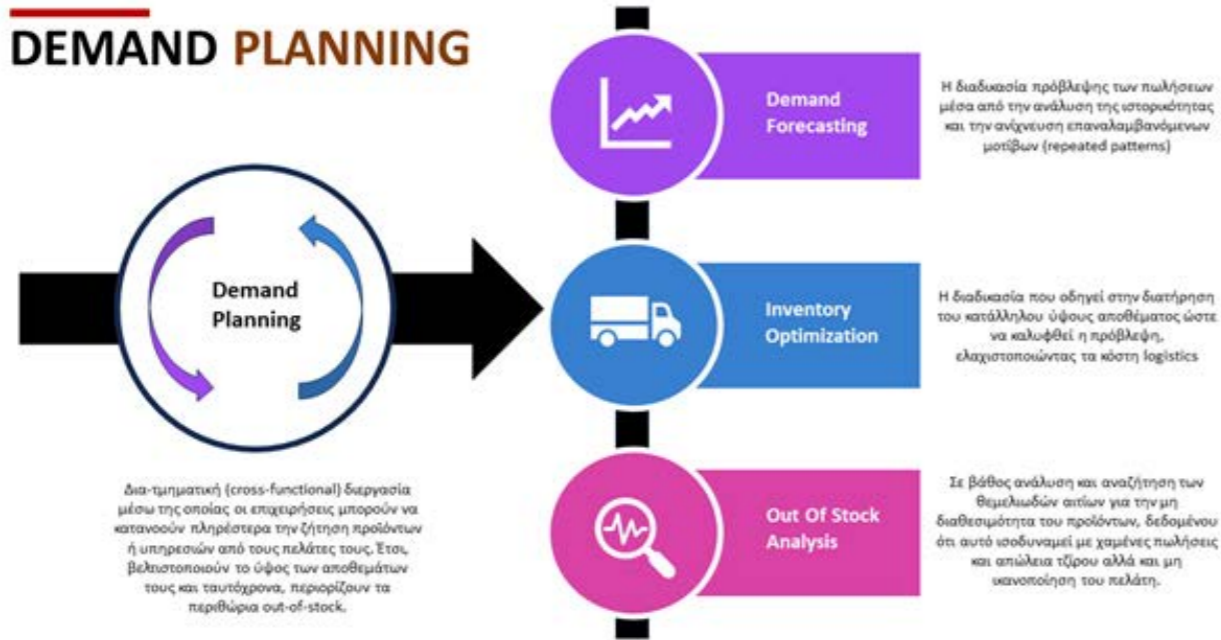 DEMAND PLANNING
Demand
Planning
Δια-τμηματική (cross-functional) διεργασία
μέσω της οποίας οι επιχειρήσεις μπορούν να
κατανοούν πληρέστερα την ζήτηση προϊόντων
ή υπηρεσιών από τους πελάτες τους. Έτσι,
βελτιστοποιούν το ύψος των αποθεμάτων
τους και ταυτόχρονα, περιορίζουν τα
περιθώρια out-of-stock.
Demand
Forecasting
Η διαδικασία πρόβλεψης των πωλήσεων
μέσα από την ανάλυση της ιστορικότητας
και την ανίχνευση επαναλαμβανόμενων
μοτίβων (repeated patterns)
Inventory
Optimization
Η διαδικασία που οδηγεί στην διατήρηση
του κατάλληλου ύψους αποθέματος ώστε
να καλυφθεί η πρόβλεψη,
ελαχιστοποιώντας τα κόστη logistics
Out Of Stock
Analysis
Σε βάθος ανάλυση και αναζήτηση των
θεμελιωδών αιτίων για την μη
διαθεσιμότητα του προϊόντων, δεδομένου
ότι αυτό ισοδυναμεί με χαμένες πωλήσεις
και απώλεια τζίρου αλλά και μη
ικανοποίηση του πελάτη.